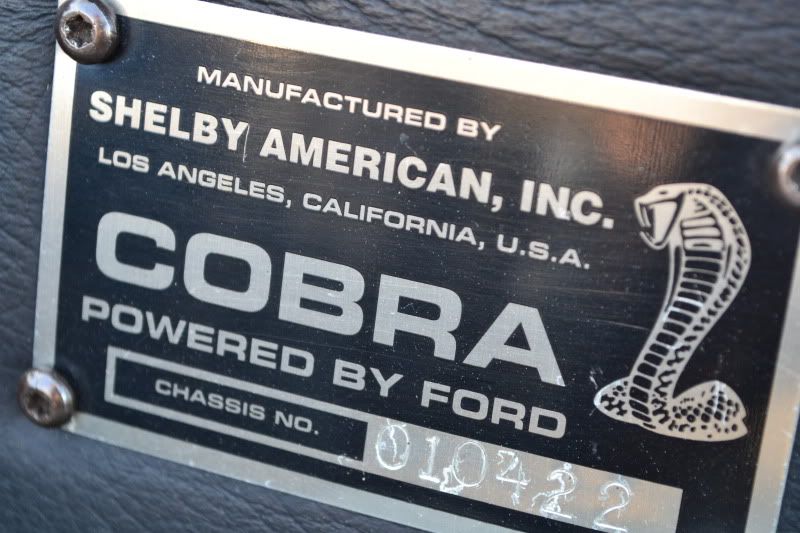 MANUFACTURED BY
SHELBY AMERICAN, INC.
LOS ANGELES, CALIFORNIA, U.S.A.
COBRA
POWERED BY FORD
CHASSIS NO. 010422